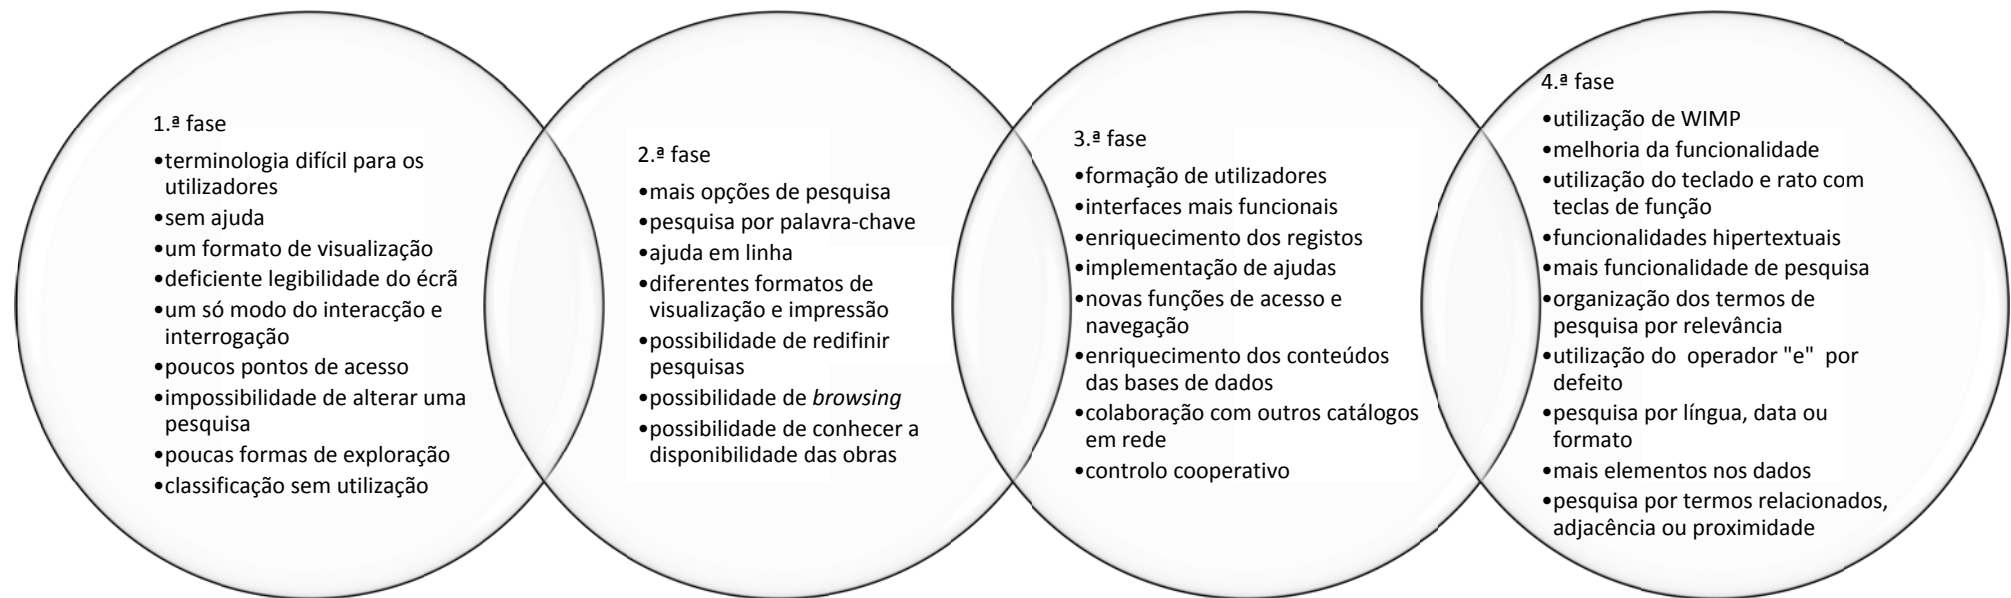 1.ª fase
•terminologia difícil para os
utilizadores
•sem ajuda
•um formato de visualização
•deficiente legibilidade do écrã
•um só modo do interacção e
interrogação
•poucos pontos de acesso
•impossibilidade de alterar uma
pesquisa
•poucas formas de exploração
•classificação sem utilização
2.ª fase
•mais opções de pesquisa
•pesquisa por palavra-chave
•ajuda em linha
•diferentes formatos de
visualização e impressão
•possibilidade de redifinir
pesquisas
•possibilidade de browsing
•possibilidade de conhecer a
disponibilidade das obras
3.ª fase
•formação de utilizadores
•interfaces mais funcionais
•enriquecimento dos registos
•implementação de ajudas
•novas funções de acesso e
navegação
•enriquecimento dos conteúdos
das bases de dados
•colaboração com outros catálogos
em rede
•controlo cooperativo
4.ª fase
•utilização de WIMP
•melhoria da funcionalidade
•utilização do teclado e rato com
teclas de função
•funcionalidades hipertextuais
•mais funcionalidade de pesquisa
•organização dos termos de
pesquisa por relevância
•utilização do operador "e" por
defeito
•pesquisa por língua, data ou
formato
•mais elementos nos dados
•pesquisa por termos relacionados,
adjacência ou proximidade